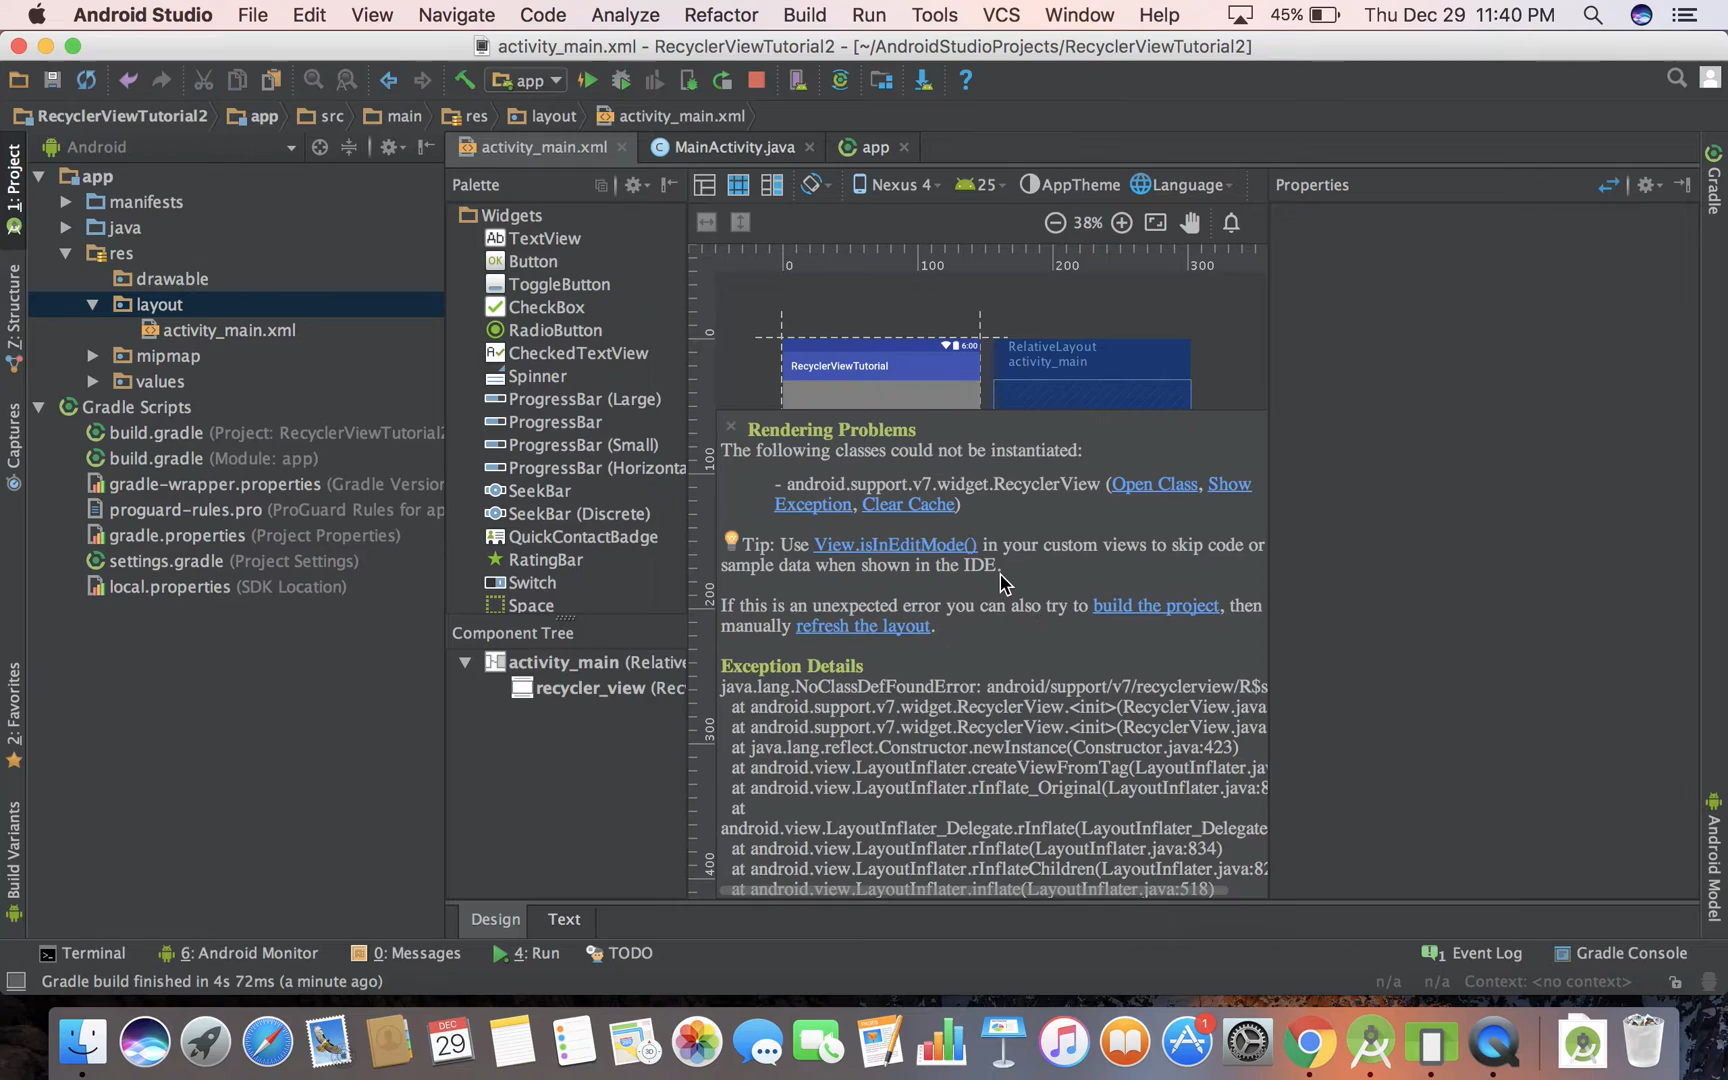 Android Studio File Edit View Navigate Code Analyze Refactor Build Run Tools VCS Window Help 45% Thu Dec 29 11:40 PM
activity_main.xml - RecyclerViewTutorial2 - [~/AndroidStudioProjects/RecyclerViewTutorial2]
app
RecyclerViewTutorial2 app src main res layout activity_main.xml
Android
activity_main.xml MainActivity.java app
1: Project
Z: Structure
Captures
2: Favorites
Build Variants
app
manifests
java
res
drawable
layout
activity_main.xml
mipmap
values
Gradle Scripts
build.gradle (Project: RecyclerViewTutorial2
build.gradle (Module: app)
gradle-wrapper.properties (Gradle Version
proguard-rules.pro (ProGuard Rules for ap
gradle.properties (Project Properties)
settings.gradle (Project Settings)
local.properties (SDK Location)
Palette
Widgets
Ab TextView
OK Button
ToggleButton
CheckBox
RadioButton
CheckedTextView
Spinner
ProgressBar (Large)
ProgressBar
ProgressBar (Small)
ProgressBar (Horizonta
SeekBar
SeekBar (Discrete)
QuickContactBadge
RatingBar
Switch
Space
Component Tree
activity_main (Relative
recycler_view (Rec
Nexus 4 25 AppTheme Language
38%
0 100 200 300
0
100
200
300
400
6:00
RecyclerViewTutorial
RelativeLayout
activity_main
Rendering Problems
The following classes could not be instantiated:
- android.support.v7.widget.RecyclerView (Open Class, Show
Exception, Clear Cache)
Tip: Use View.isInEditMode() in your custom views to skip code or
sample data when shown in the IDE.
If this is an unexpected error you can also try to build the project, then
manually refresh the layout.
Exception Details
java.lang.NoClassDefFoundError: android/support/v7/recyclerview/R$s
at android.support.v7.widget.RecyclerView.<init>(RecyclerView.java
at android.support.v7.widget.RecyclerView.<init>(RecyclerView.java
at java.lang.reflect.Constructor.newInstance(Constructor.java:423)
at android.view.LayoutInflater.createViewFromTag(LayoutInflater.jav
at android.view.LayoutInflater.rInflate_Original(LayoutInflater.java:8
at
android.view.LayoutInflater_Delegate.rInflate(LayoutInflater_Delegate
at android.view.LayoutInflater.rInflate(LayoutInflater.java:834)
at android.view.LayoutInflater.rInflateChildren(LayoutInflater.java:82
at android.view.LayoutInflater.inflate(LayoutInflater.java:518)
Properties
Gradle
Android Model
Design Text
Terminal 6: Android Monitor 0: Messages 4: Run TODO 1 Event Log Gradle Console
Gradle build finished in 4s 72ms (a minute ago) n/a n/a Context: <no context>
DEC
29
1